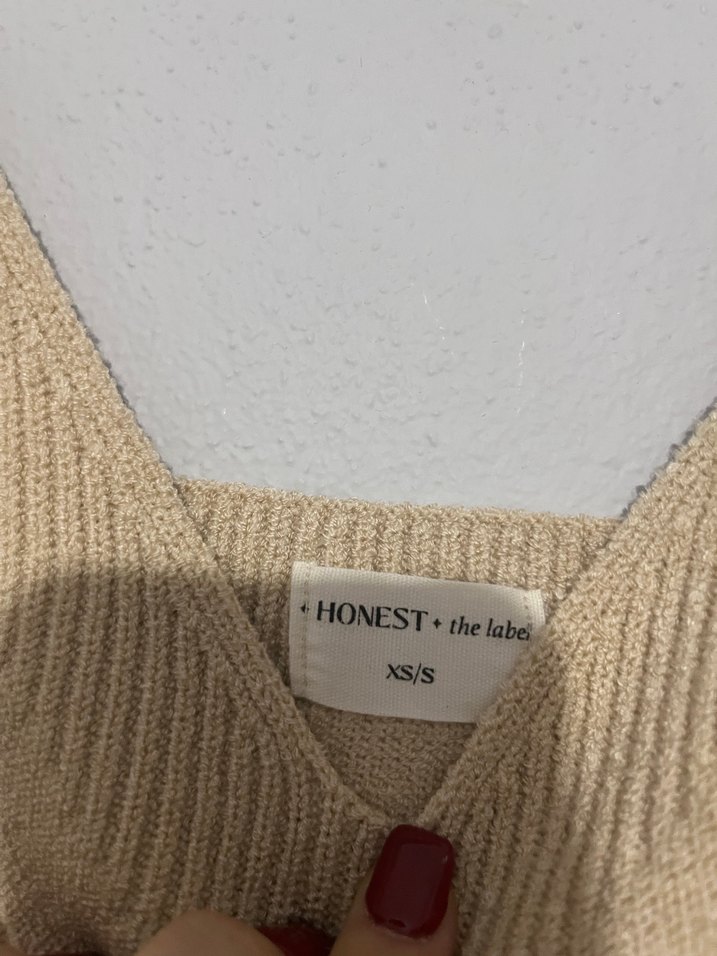 ✦ HONEST ✦ the label
XS/S